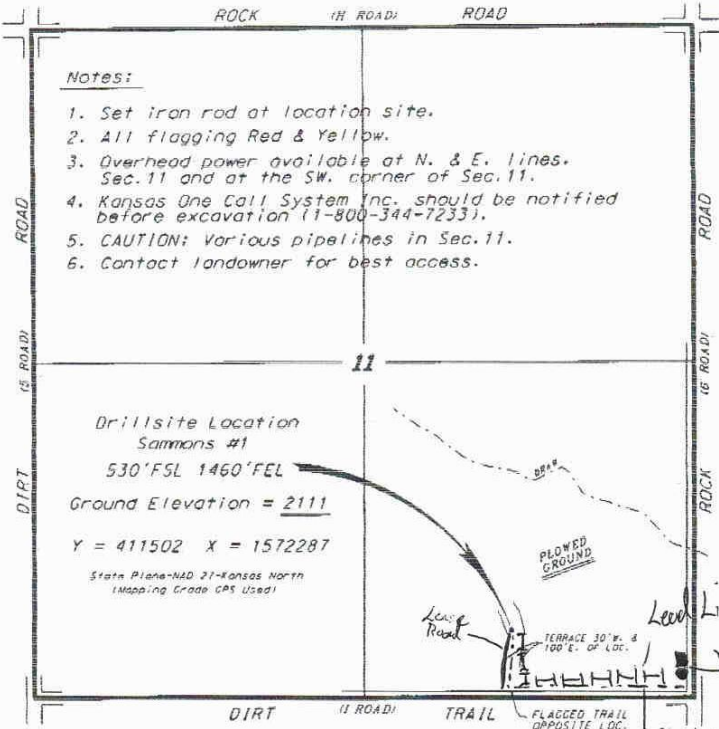 ROCK (H ROAD) ROAD
Notes:
1. Set iron rod at location site.
2. All flagging Red & Yellow.
3. Overhead power available at N. & E. lines.
Sec. 11 and at the SW. corner of Sec. 11.
4. Kansas One Call System Inc. should be notified
before excavation (1-800-344-7233).
5. CAUTION: Various pipelines in Sec. 11.
6. Contact landowner for best access.
ROAD
(5 ROAD)
DIRT
ROAD
(6 ROAD)
ROCK
11
Drillsite Location
Sammons #1
530'FSL 1460'FEL
Ground Elevation = 2111
Y = 411502 X = 1572287
State Plane-NAD 27-Kansas North
(Mapping Grade GPS Used)
DRAW
PLOWED
GROUND
Lease
Road
TERRACE 30'W. &
100'E. OF LOC.
DIRT (I ROAD) TRAIL
FLAGGED TRAIL
OPPOSITE LOC.